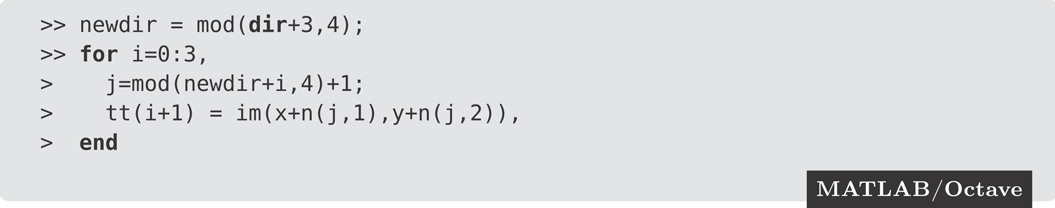 >> newdir = mod(dir+3,4);
>> for i=0:3,
>    j=mod(newdir+i,4)+1;
>    tt(i+1) = im(x+n(j,1),y+n(j,2)),
>  end
MATLAB/Octave